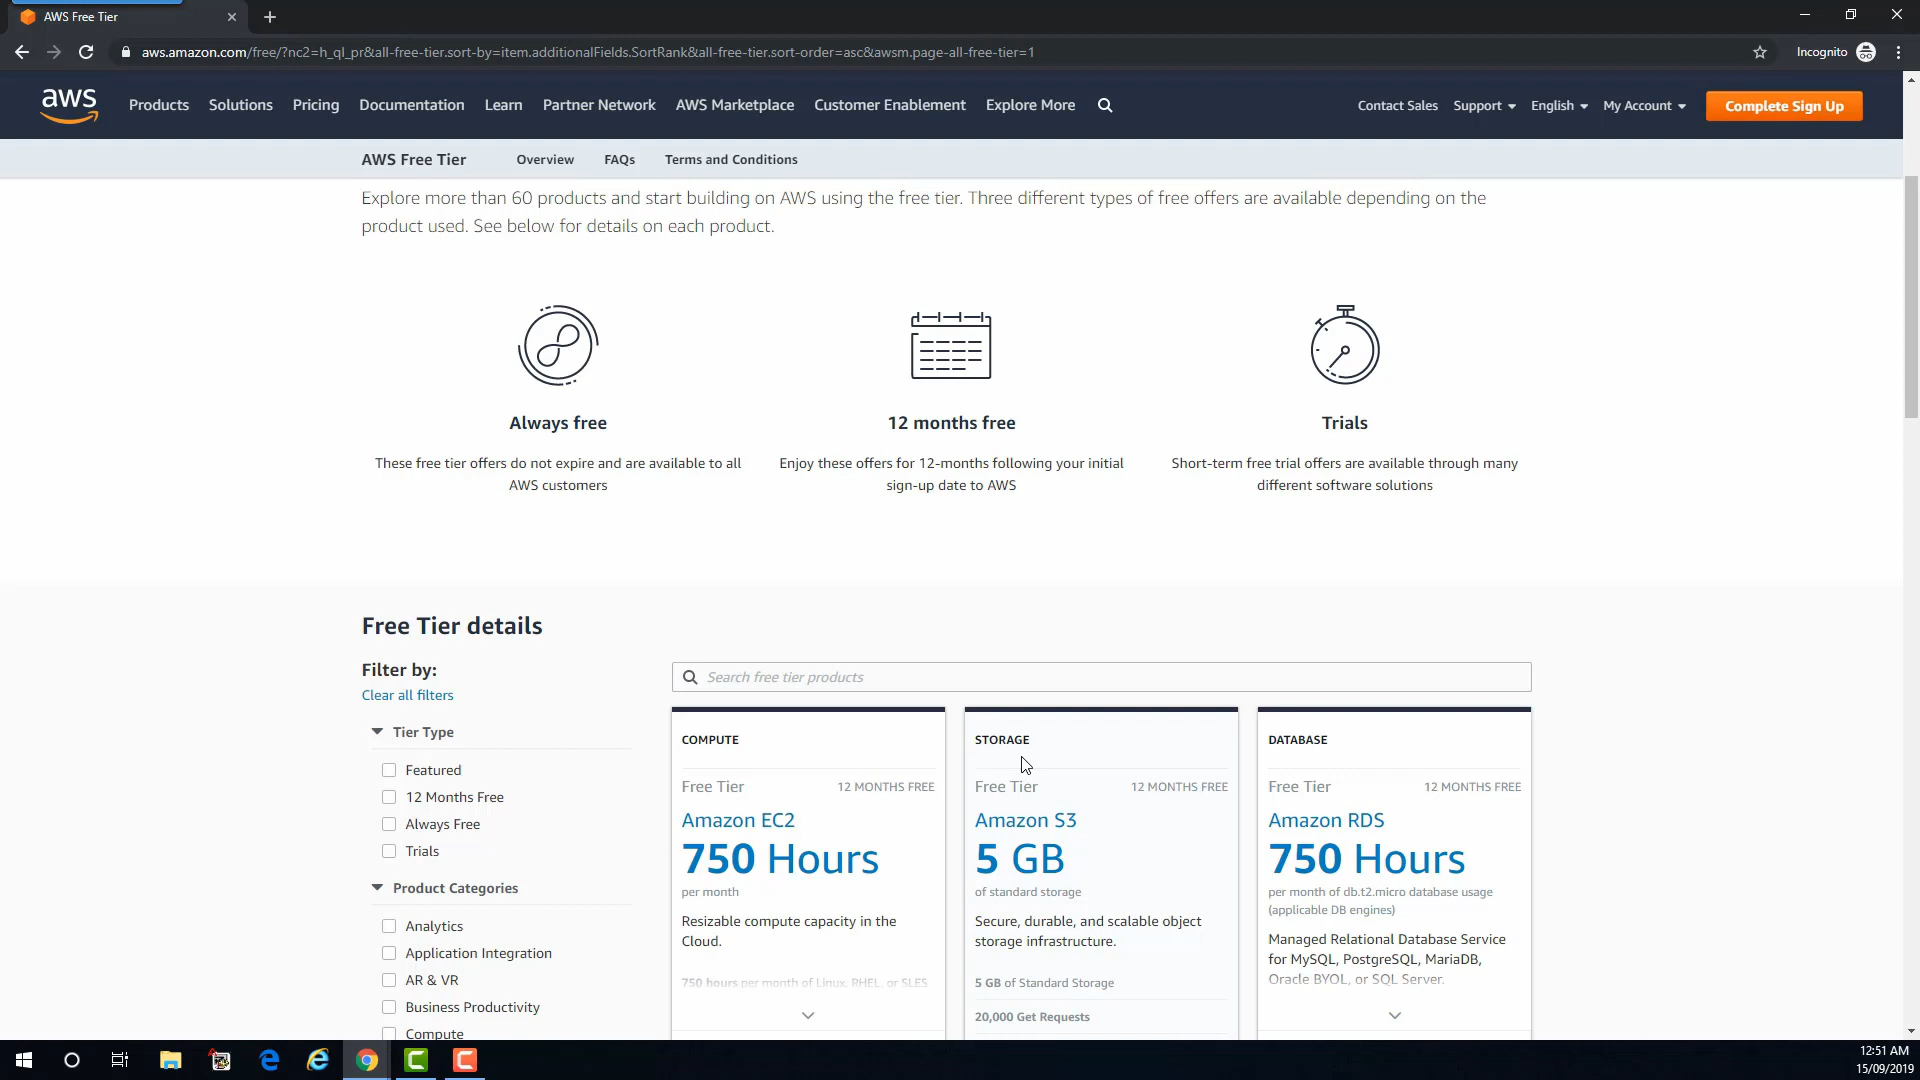 AWS Free Tier
aws.amazon.com/free/?nc2=h_ql_pr&all-free-tier.sort-by=item.additionalFields.SortRank&all-free-tier.sort-order=asc&awsm.page-all-free-tier=1
Incognito
aws
Products Solutions Pricing Documentation Learn Partner Network AWS Marketplace Customer Enablement Explore More
Contact Sales Support English My Account Complete Sign Up
AWS Free Tier Overview FAQs Terms and Conditions
Explore more than 60 products and start building on AWS using the free tier. Three different types of free offers are available depending on the
product used. See below for details on each product.
Always free
These free tier offers do not expire and are available to all
AWS customers
12 months free
Enjoy these offers for 12-months following your initial
sign-up date to AWS
Trials
Short-term free trial offers are available through many
different software solutions
Free Tier details
Filter by:
Clear all filters
Tier Type
Featured
12 Months Free
Always Free
Trials
Product Categories
Analytics
Application Integration
AR & VR
Business Productivity
Compute
Search free tier products
COMPUTE
Free Tier 12 MONTHS FREE
Amazon EC2
750 Hours
per month
Resizable compute capacity in the
Cloud.
750 hours per month of Linux, RHEL, or SLES
STORAGE
Free Tier 12 MONTHS FREE
Amazon S3
5 GB
of standard storage
Secure, durable, and scalable object
storage infrastructure.
5 GB of Standard Storage
20,000 Get Requests
DATABASE
Free Tier 12 MONTHS FREE
Amazon RDS
750 Hours
per month of db.t2.micro database usage
(applicable DB engines)
Managed Relational Database Service
for MySQL, PostgreSQL, MariaDB,
Oracle BYOL, or SQL Server.
12:51 AM
15/09/2019